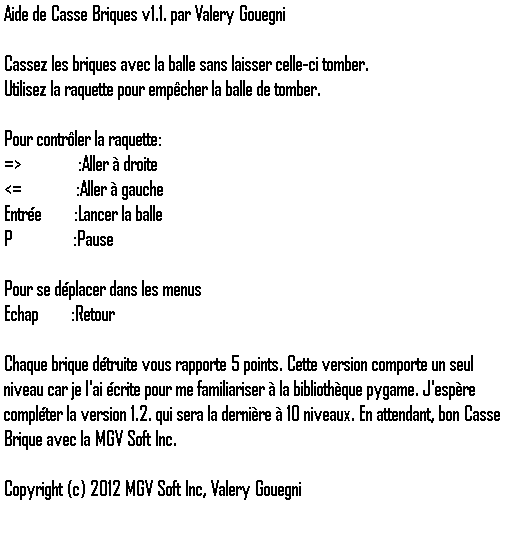 Aide de Casse Briques v1.1. par Valery Gouegni
Cassez les briques avec la balle sans laisser celle-ci tomber.
Utilisez la raquette pour empêcher la balle de tomber.
Pour contrôler la raquette:
=> :Aller à droite
<= :Aller à gauche
Entrée :Lancer la balle
P :Pause
Pour se déplacer dans les menus
Echap :Retour
Chaque brique détruite vous rapporte 5 points. Cette version comporte un seul
niveau car je l'ai écrite pour me familiariser à la bibliothèque pygame. J'espère
compléter la version 1.2. qui sera la dernière à 10 niveaux. En attendant, bon Casse
Brique avec la MGV Soft Inc.
Copyright (c) 2012 MGV Soft Inc, Valery Gouegni